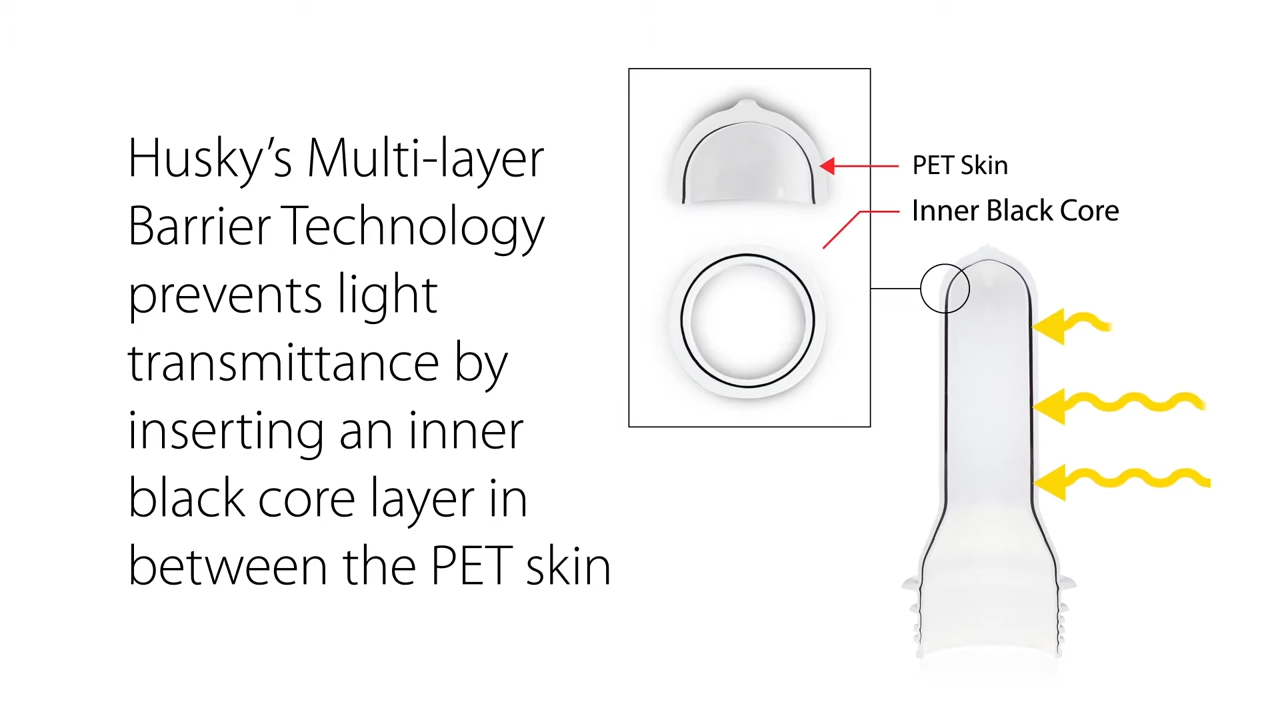 Husky’s Multi-layer
Barrier Technology
prevents light
transmittance by
inserting an inner
black core layer in
between the PET skin
PET Skin
Inner Black Core